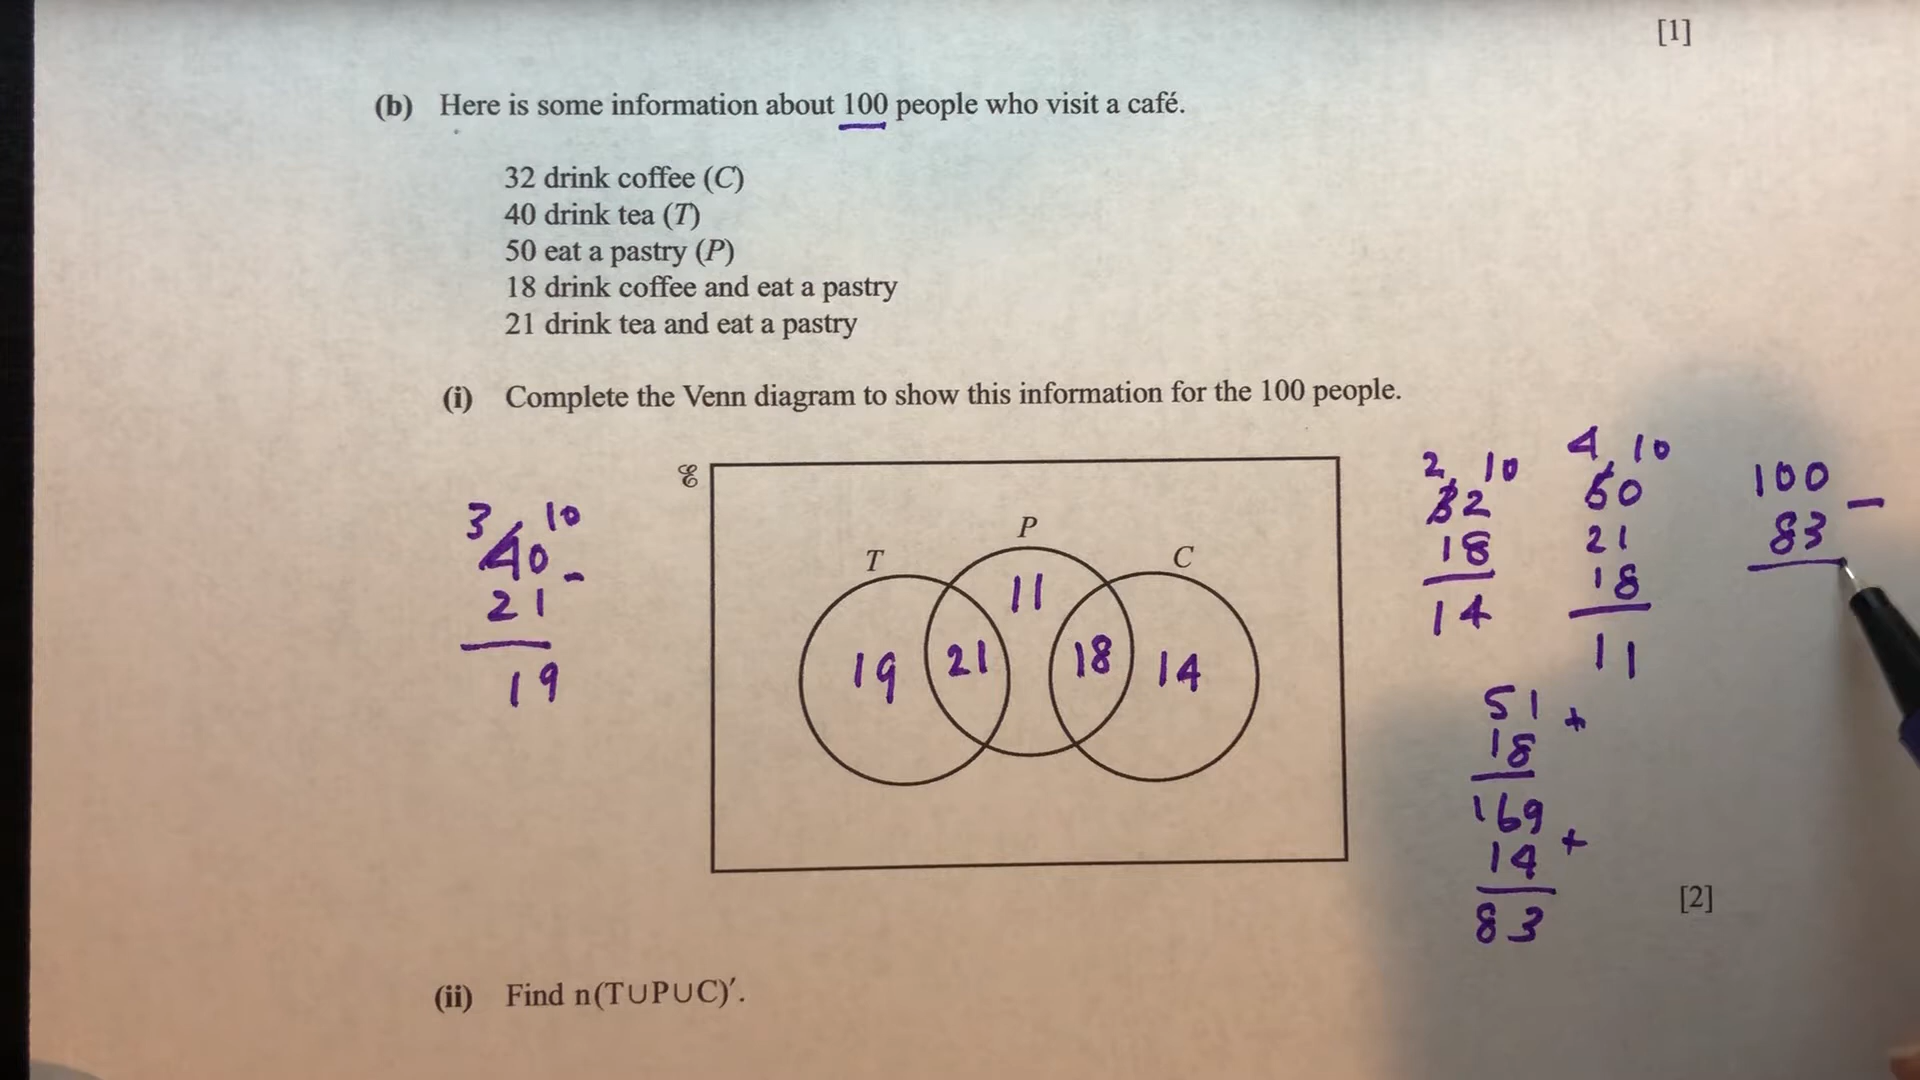 [1]
(b) Here is some information about 100 people who visit a café.
32 drink coffee (C)
40 drink tea (T)
50 eat a pastry (P)
18 drink coffee and eat a pastry
21 drink tea and eat a pastry
(i) Complete the Venn diagram to show this information for the 100 people.
ℰ
T
P
C
19
21
11
18
14
3 10
40 -
21
19
2 10
32
18
14
4 10
50
21
18
11
100 -
83
51 +
18
169
14 +
83
[2]
(ii) Find n(T∪P∪C)′.